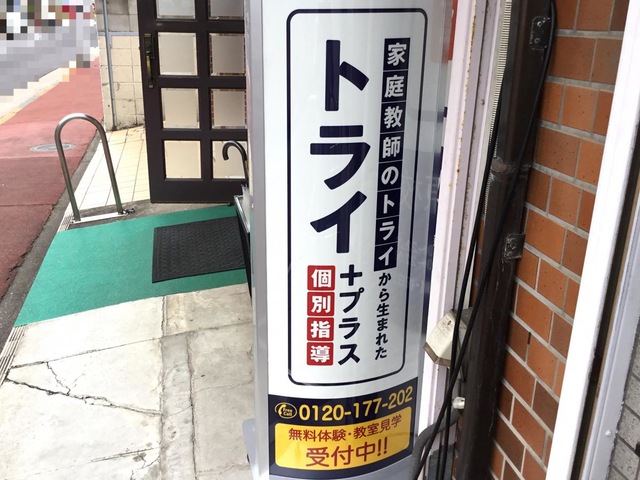 家庭教師のトライから生まれた
トライ+プラス
個別指導
0120-177-202
無料体験・教室見学
受付中!!